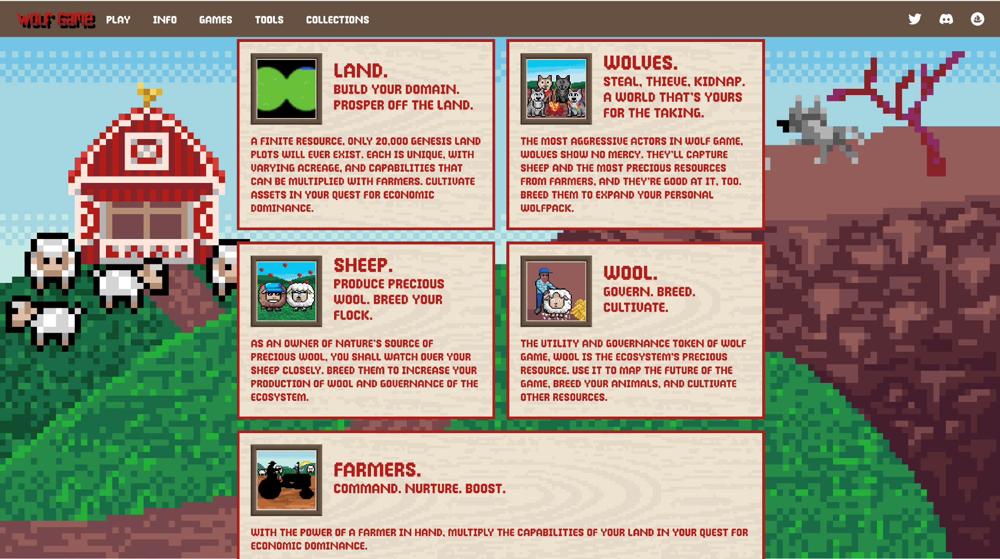 WOLF GAME
PLAY
INFO
GAMES
TOOLS
COLLECTIONS
LAND.
BUILD YOUR DOMAIN.
PROSPER OFF THE LAND.
A FINITE RESOURCE, ONLY 20,000 GENESIS LAND
PLOTS WILL EVER EXIST. EACH IS UNIQUE, WITH
VARYING ACREAGE, AND CAPABILITIES THAT
CAN BE MULTIPLIED WITH FARMERS. CULTIVATE
ASSETS IN YOUR QUEST FOR ECONOMIC
DOMINANCE.
WOLVES.
STEAL, THIEVE, KIDNAP.
A WORLD THAT'S YOURS
FOR THE TAKING.
THE MOST AGGRESSIVE ACTORS IN WOLF GAME,
WOLVES SHOW NO MERCY. THEY'LL CAPTURE
SHEEP AND THE MOST PRECIOUS RESOURCES
FROM FARMERS, AND THEY'RE GOOD AT IT, TOO.
BREED THEM TO EXPAND YOUR PERSONAL
WOLFPACK.
SHEEP.
PRODUCE PRECIOUS
WOOL. BREED YOUR
FLOCK.
AS AN OWNER OF NATURE'S SOURCE OF
PRECIOUS WOOL, YOU SHALL WATCH OVER YOUR
SHEEP CLOSELY. BREED THEM TO INCREASE YOUR
PRODUCTION OF WOOL AND GOVERNANCE OF THE
ECOSYSTEM.
WOOL.
GOVERN. BREED.
CULTIVATE.
THE UTILITY AND GOVERNANCE TOKEN OF WOLF
GAME, WOOL IS THE ECOSYSTEM'S PRECIOUS
RESOURCE. USE IT TO MAP THE FUTURE OF THE
GAME, BREED YOUR ANIMALS, AND CULTIVATE
OTHER RESOURCES.
FARMERS.
COMMAND. NURTURE. BOOST.
WITH THE POWER OF A FARMER IN HAND, MULTIPLY THE CAPABILITIES OF YOUR LAND IN YOUR QUEST FOR
ECONOMIC DOMINANCE.